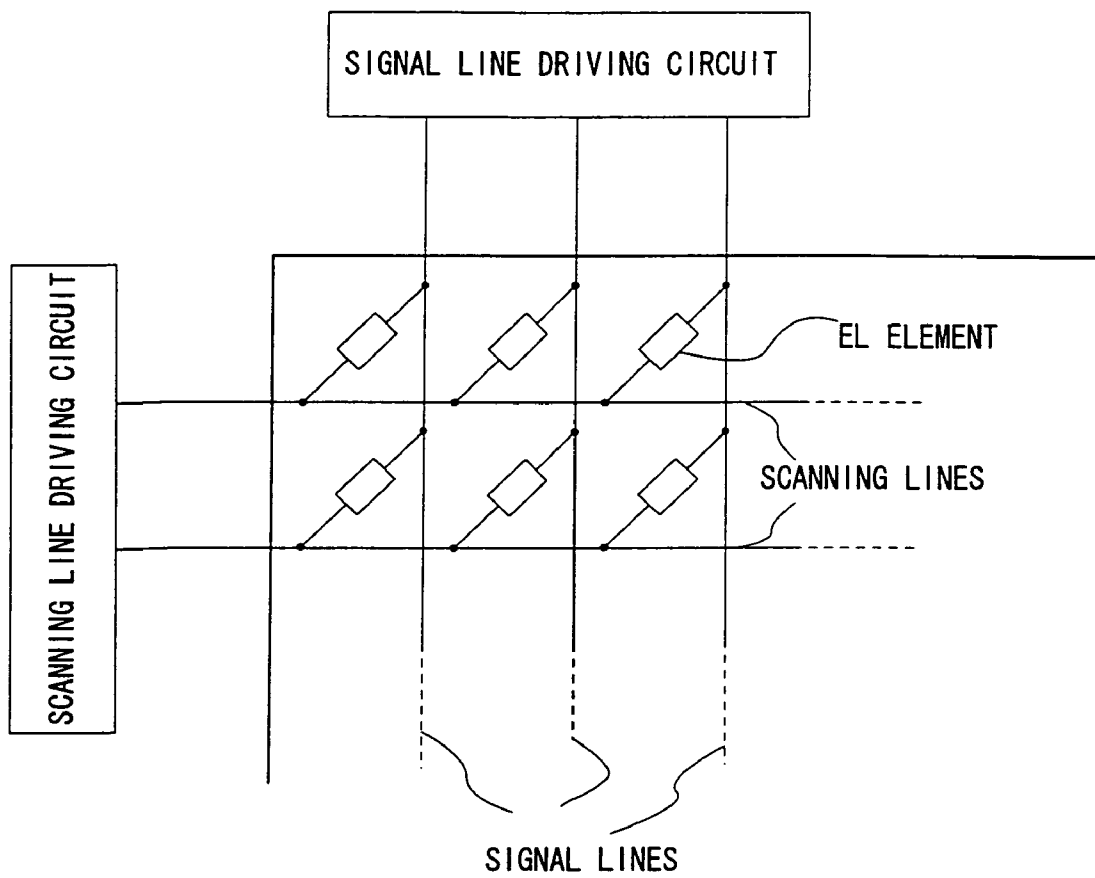 SIGNAL LINE DRIVING CIRCUIT
SCANNING LINE DRIVING CIRCUIT
EL ELEMENT
SCANNING LINES
SIGNAL LINES